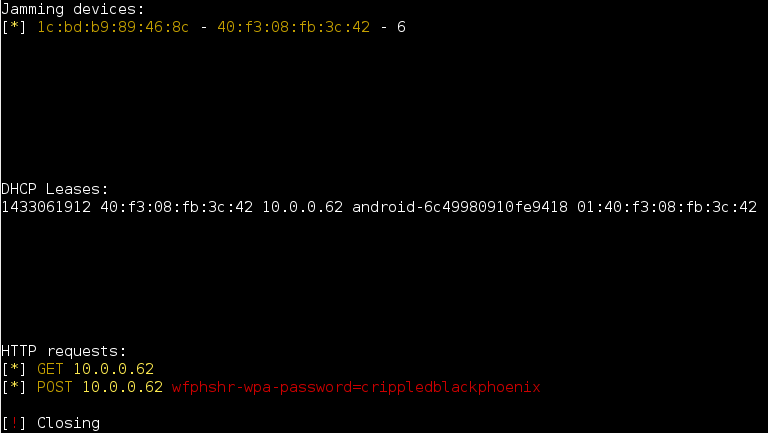 Jamming devices:
[*] 1c:bd:b9:89:46:8c - 40:f3:08:fb:3c:42 - 6
DHCP Leases:
1433061912 40:f3:08:fb:3c:42 10.0.0.62 android-6c49980910fe9418 01:40:f3:08:fb:3c:42
HTTP requests:
[*] GET 10.0.0.62
[*] POST 10.0.0.62 wfphshr-wpa-password=crippledblackphoenix
[!] Closing